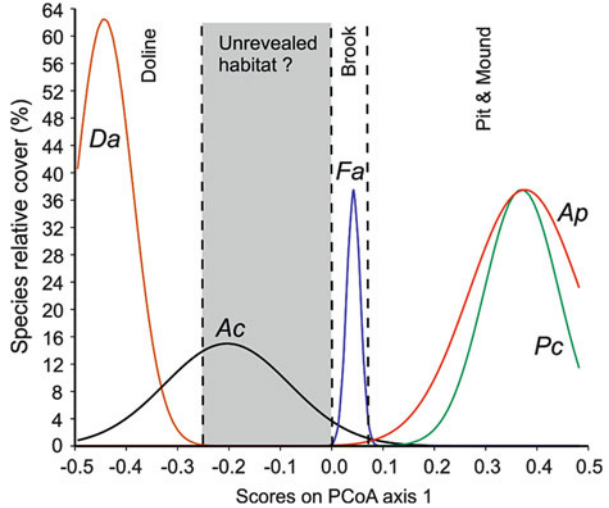 64
60
56
52
48
44
40
36
32
28
24
20
16
12
8
4
0
Species relative cover (%)
Doline
Unrevealed
habitat ?
Brook
Pit & Mound
Da
Ac
Fa
Ap
Pc
-0.5 -0.4 -0.3 -0.2 -0.1 0.0 0.1 0.2 0.3 0.4 0.5
Scores on PCoA axis 1